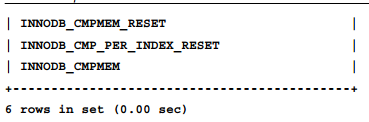 | INNODB_CMPMEM_RESET |
| INNODB_CMP_PER_INDEX_RESET |
| INNODB_CMPMEM |
+--------------------------------------------+
6 rows in set (0.00 sec)